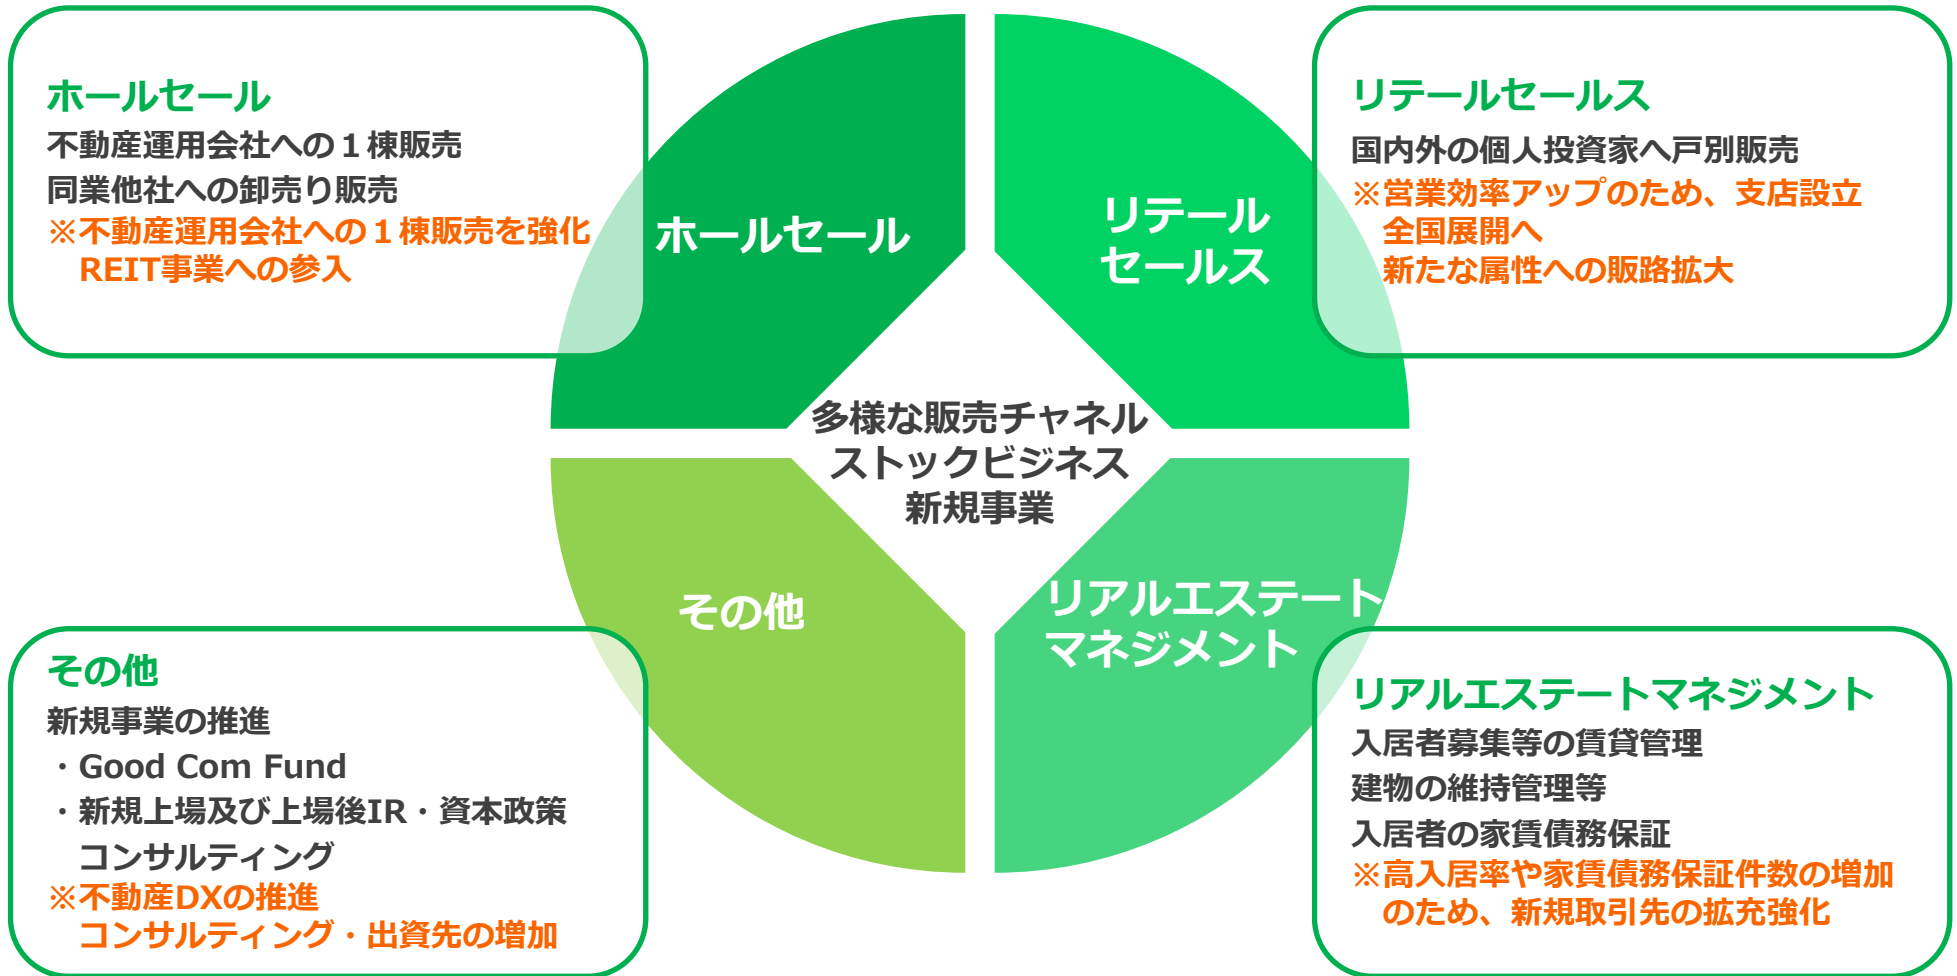 ホールセール
不動産運用会社への１棟販売
同業他社への卸売り販売
※不動産運用会社への１棟販売を強化
REIT事業への参入
リテールセールス
国内外の個人投資家へ戸別販売
※営業効率アップのため、支店設立
全国展開へ
新たな属性への販路拡大
ホールセール
リテール
セールス
多様な販売チャネル
ストックビジネス
新規事業
その他
リアルエステート
マネジメント
その他
新規事業の推進
・Good Com Fund
・新規上場及び上場後IR・資本政策
コンサルティング
※不動産DXの推進
コンサルティング・出資先の増加
リアルエステートマネジメント
入居者募集等の賃貸管理
建物の維持管理等
入居者の家賃債務保証
※高入居率や家賃債務保証件数の増加
のため、新規取引先の拡充強化